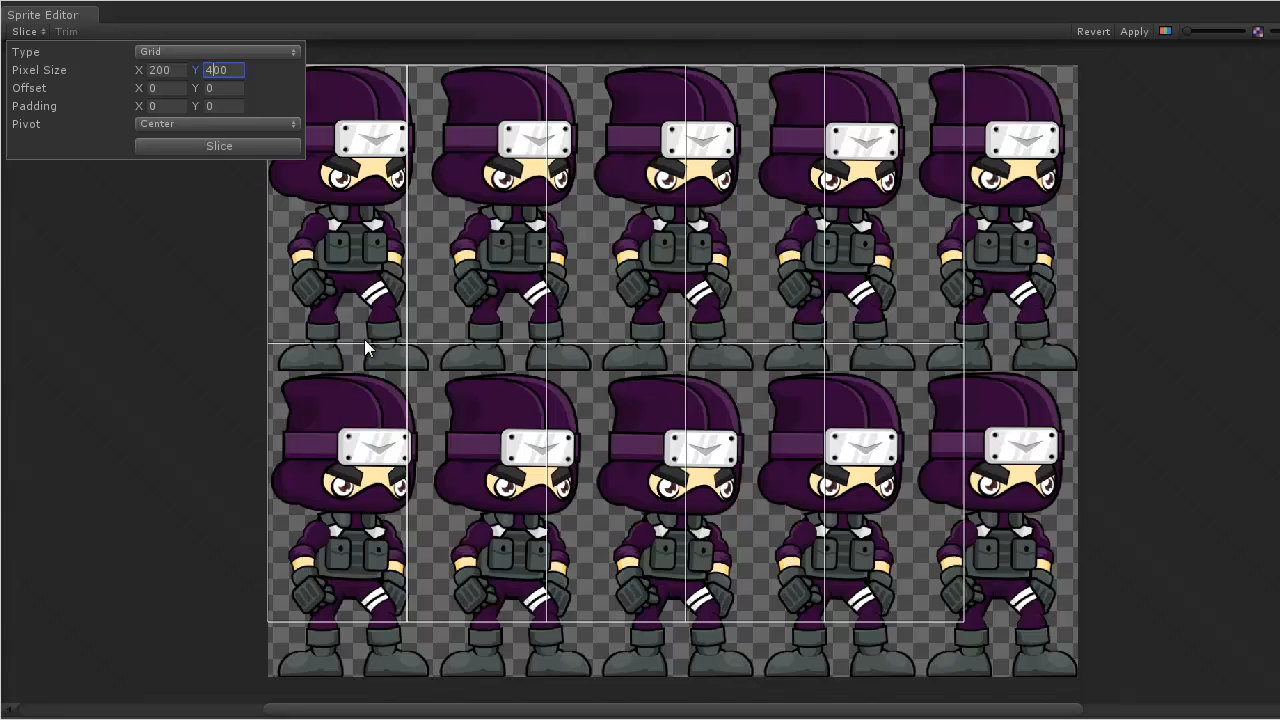 Sprite Editor
Slice Trim Revert Apply
Type Grid
Pixel Size X 200 Y 400
Offset X 0 Y 0
Padding X 0 Y 0
Pivot Center
Slice